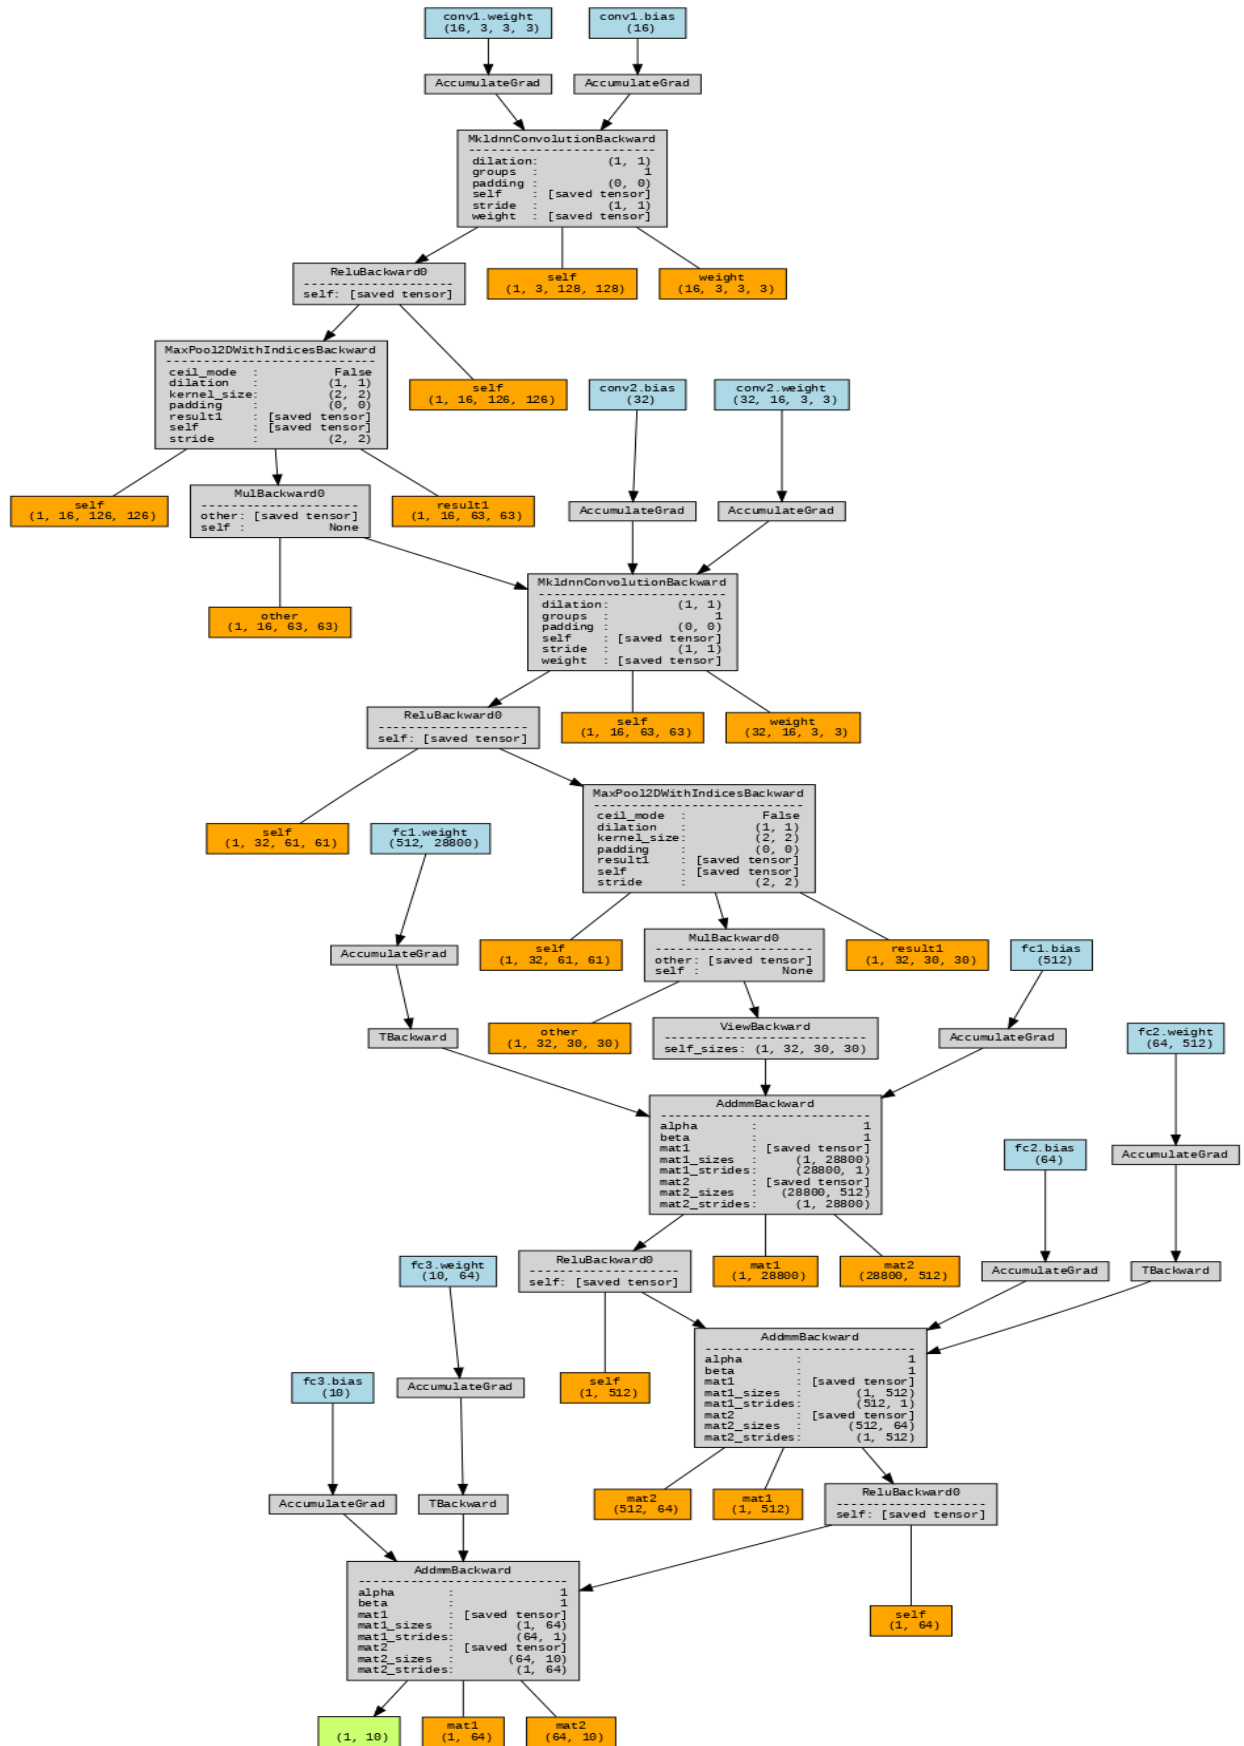 conv1.weight
(16, 3, 3, 3)
conv1.bias
(16)
AccumulateGrad
AccumulateGrad
MkldnnConvolutionBackward
---------------------------
dilation: (1, 1)
groups : 1
padding : (0, 0)
self : [saved tensor]
stride : (1, 1)
weight : [saved tensor]
ReluBackward0
---------------------
self: [saved tensor]
self
(1, 3, 128, 128)
weight
(16, 3, 3, 3)
MaxPool2DWithIndicesBackward
-----------------------------
ceil_mode : False
dilation : (1, 1)
kernel_size: (2, 2)
padding : (0, 0)
result1 : [saved tensor]
self : [saved tensor]
stride : (2, 2)
self
(1, 16, 126, 126)
conv2.bias
(32)
conv2.weight
(32, 16, 3, 3)
self
(1, 16, 126, 126)
MulBackward0
----------------------
other: [saved tensor]
self : None
result1
(1, 16, 63, 63)
AccumulateGrad
AccumulateGrad
other
(1, 16, 63, 63)
MkldnnConvolutionBackward
---------------------------
dilation: (1, 1)
groups : 1
padding : (0, 0)
self : [saved tensor]
stride : (1, 1)
weight : [saved tensor]
ReluBackward0
---------------------
self: [saved tensor]
self
(1, 16, 63, 63)
weight
(32, 16, 3, 3)
self
(1, 32, 61, 61)
fc1.weight
(512, 28800)
MaxPool2DWithIndicesBackward
-----------------------------
ceil_mode : False
dilation : (1, 1)
kernel_size: (2, 2)
padding : (0, 0)
result1 : [saved tensor]
self : [saved tensor]
stride : (2, 2)
AccumulateGrad
self
(1, 32, 61, 61)
MulBackward0
----------------------
other: [saved tensor]
self : None
result1
(1, 32, 30, 30)
fc1.bias
(512)
TBackward
other
(1, 32, 30, 30)
ViewBackward
----------------------------
self_sizes: (1, 32, 30, 30)
AccumulateGrad
fc2.weight
(64, 512)
AddmmBackward
-----------------------------
alpha : 1
beta : 1
mat1 : [saved tensor]
mat1_sizes : (1, 28800)
mat1_strides: (28800, 1)
mat2 : [saved tensor]
mat2_sizes : (28800, 512)
mat2_strides: (1, 28800)
fc2.bias
(64)
AccumulateGrad
fc3.weight
(10, 64)
ReluBackward0
---------------------
self: [saved tensor]
mat1
(1, 28800)
mat2
(28800, 512)
AccumulateGrad
TBackward
fc3.bias
(10)
AccumulateGrad
self
(1, 512)
AddmmBackward
-----------------------------
alpha : 1
beta : 1
mat1 : [saved tensor]
mat1_sizes : (1, 512)
mat1_strides: (512, 1)
mat2 : [saved tensor]
mat2_sizes : (512, 64)
mat2_strides: (1, 512)
AccumulateGrad
TBackward
mat2
(512, 64)
mat1
(1, 512)
ReluBackward0
---------------------
self: [saved tensor]
AddmmBackward
-----------------------------
alpha : 1
beta : 1
mat1 : [saved tensor]
mat1_sizes : (1, 64)
mat1_strides: (64, 1)
mat2 : [saved tensor]
mat2_sizes : (64, 10)
mat2_strides: (1, 64)
self
(1, 64)
(1, 10)
mat1
(1, 64)
mat2
(64, 10)